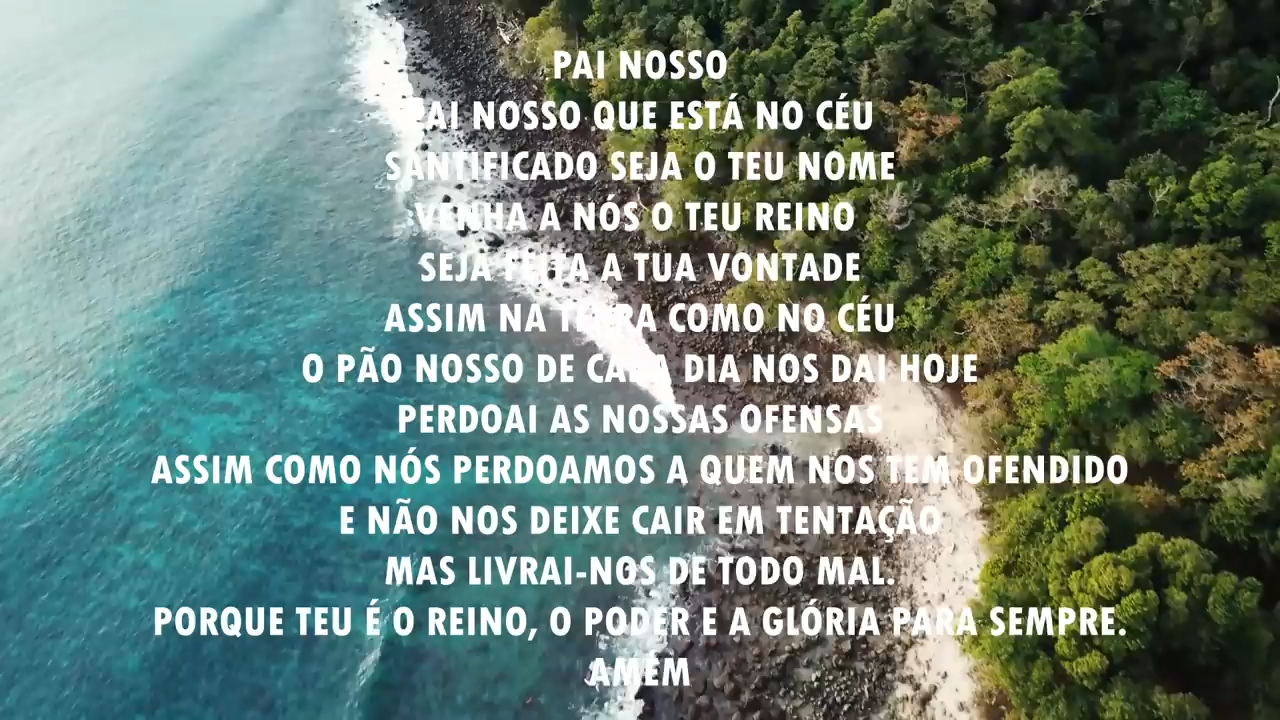 PAI NOSSO
PAI NOSSO QUE ESTÁ NO CÉU
SANTIFICADO SEJA O TEU NOME
VENHA A NÓS O TEU REINO
SEJA FEITA A TUA VONTADE
ASSIM NA TERRA COMO NO CÉU
O PÃO NOSSO DE CADA DIA NOS DAI HOJE
PERDOAI AS NOSSAS OFENSAS
ASSIM COMO NÓS PERDOAMOS A QUEM NOS TEM OFENDIDO
E NÃO NOS DEIXE CAIR EM TENTAÇÃO
MAS LIVRAI-NOS DE TODO MAL.
PORQUE TEU É O REINO, O PODER E A GLÓRIA PARA SEMPRE.
AMÉM